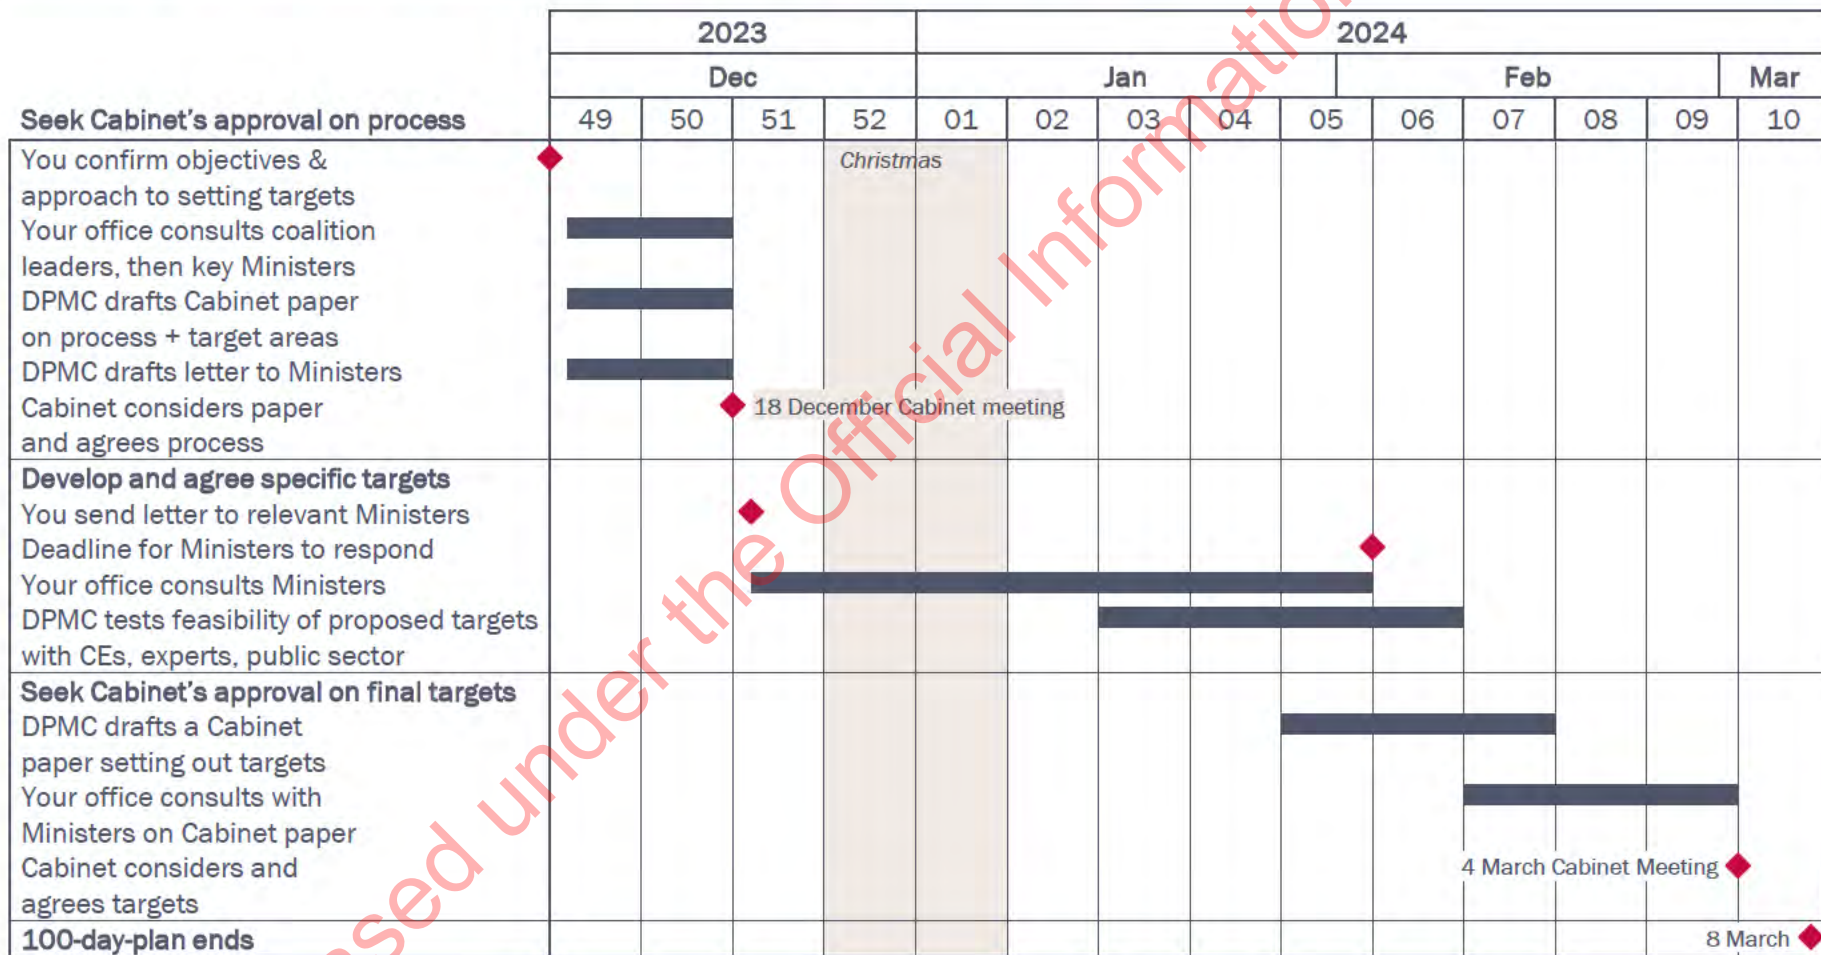 2023 2024
Dec Jan Feb Mar
Seek Cabinet's approval on process 49 50 51 52 01 02 03 04 05 06 07 08 09 10
You confirm objectives & Christmas
approach to setting targets
Your office consults coalition
leaders, then key Ministers
DPMC drafts Cabinet paper
on process + target areas
DPMC drafts letter to Ministers
Cabinet considers paper 18 December Cabinet meeting
and agrees process
Develop and agree specific targets
You send letter to relevant Ministers
Deadline for Ministers to respond
Your office consults Ministers
DPMC tests feasibility of proposed targets
with CEs, experts, public sector
Seek Cabinet's approval on final targets
DPMC drafts a Cabinet
paper setting out targets
Your office consults with
Ministers on Cabinet paper
Cabinet considers and 4 March Cabinet Meeting
agrees targets
100-day-plan ends 8 March
ased under the Official Information